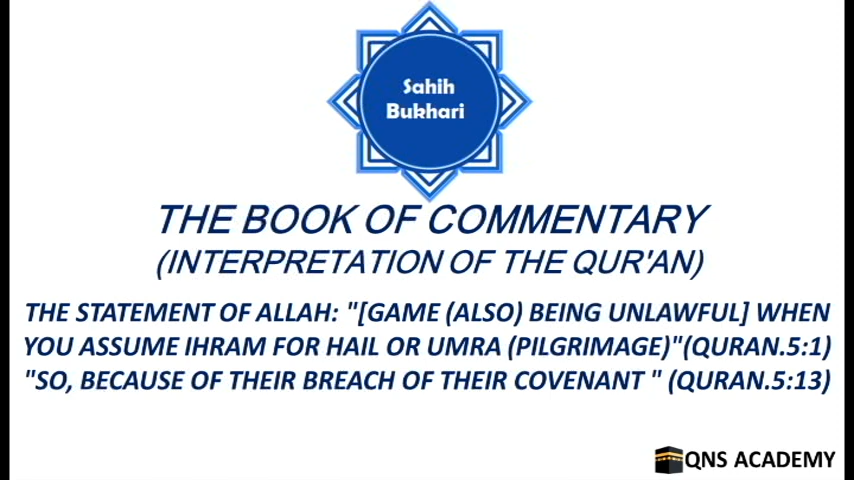 Sahih
Bukhari
THE BOOK OF COMMENTARY
(INTERPRETATION OF THE QUR'AN)
THE STATEMENT OF ALLAH: "[GAME (ALSO) BEING UNLAWFUL] WHEN
YOU ASSUME IHRAM FOR HAIL OR UMRA (PILGRIMAGE)"(QURAN.5:1)
"SO, BECAUSE OF THEIR BREACH OF THEIR COVENANT " (QURAN.5:13)
QNS ACADEMY